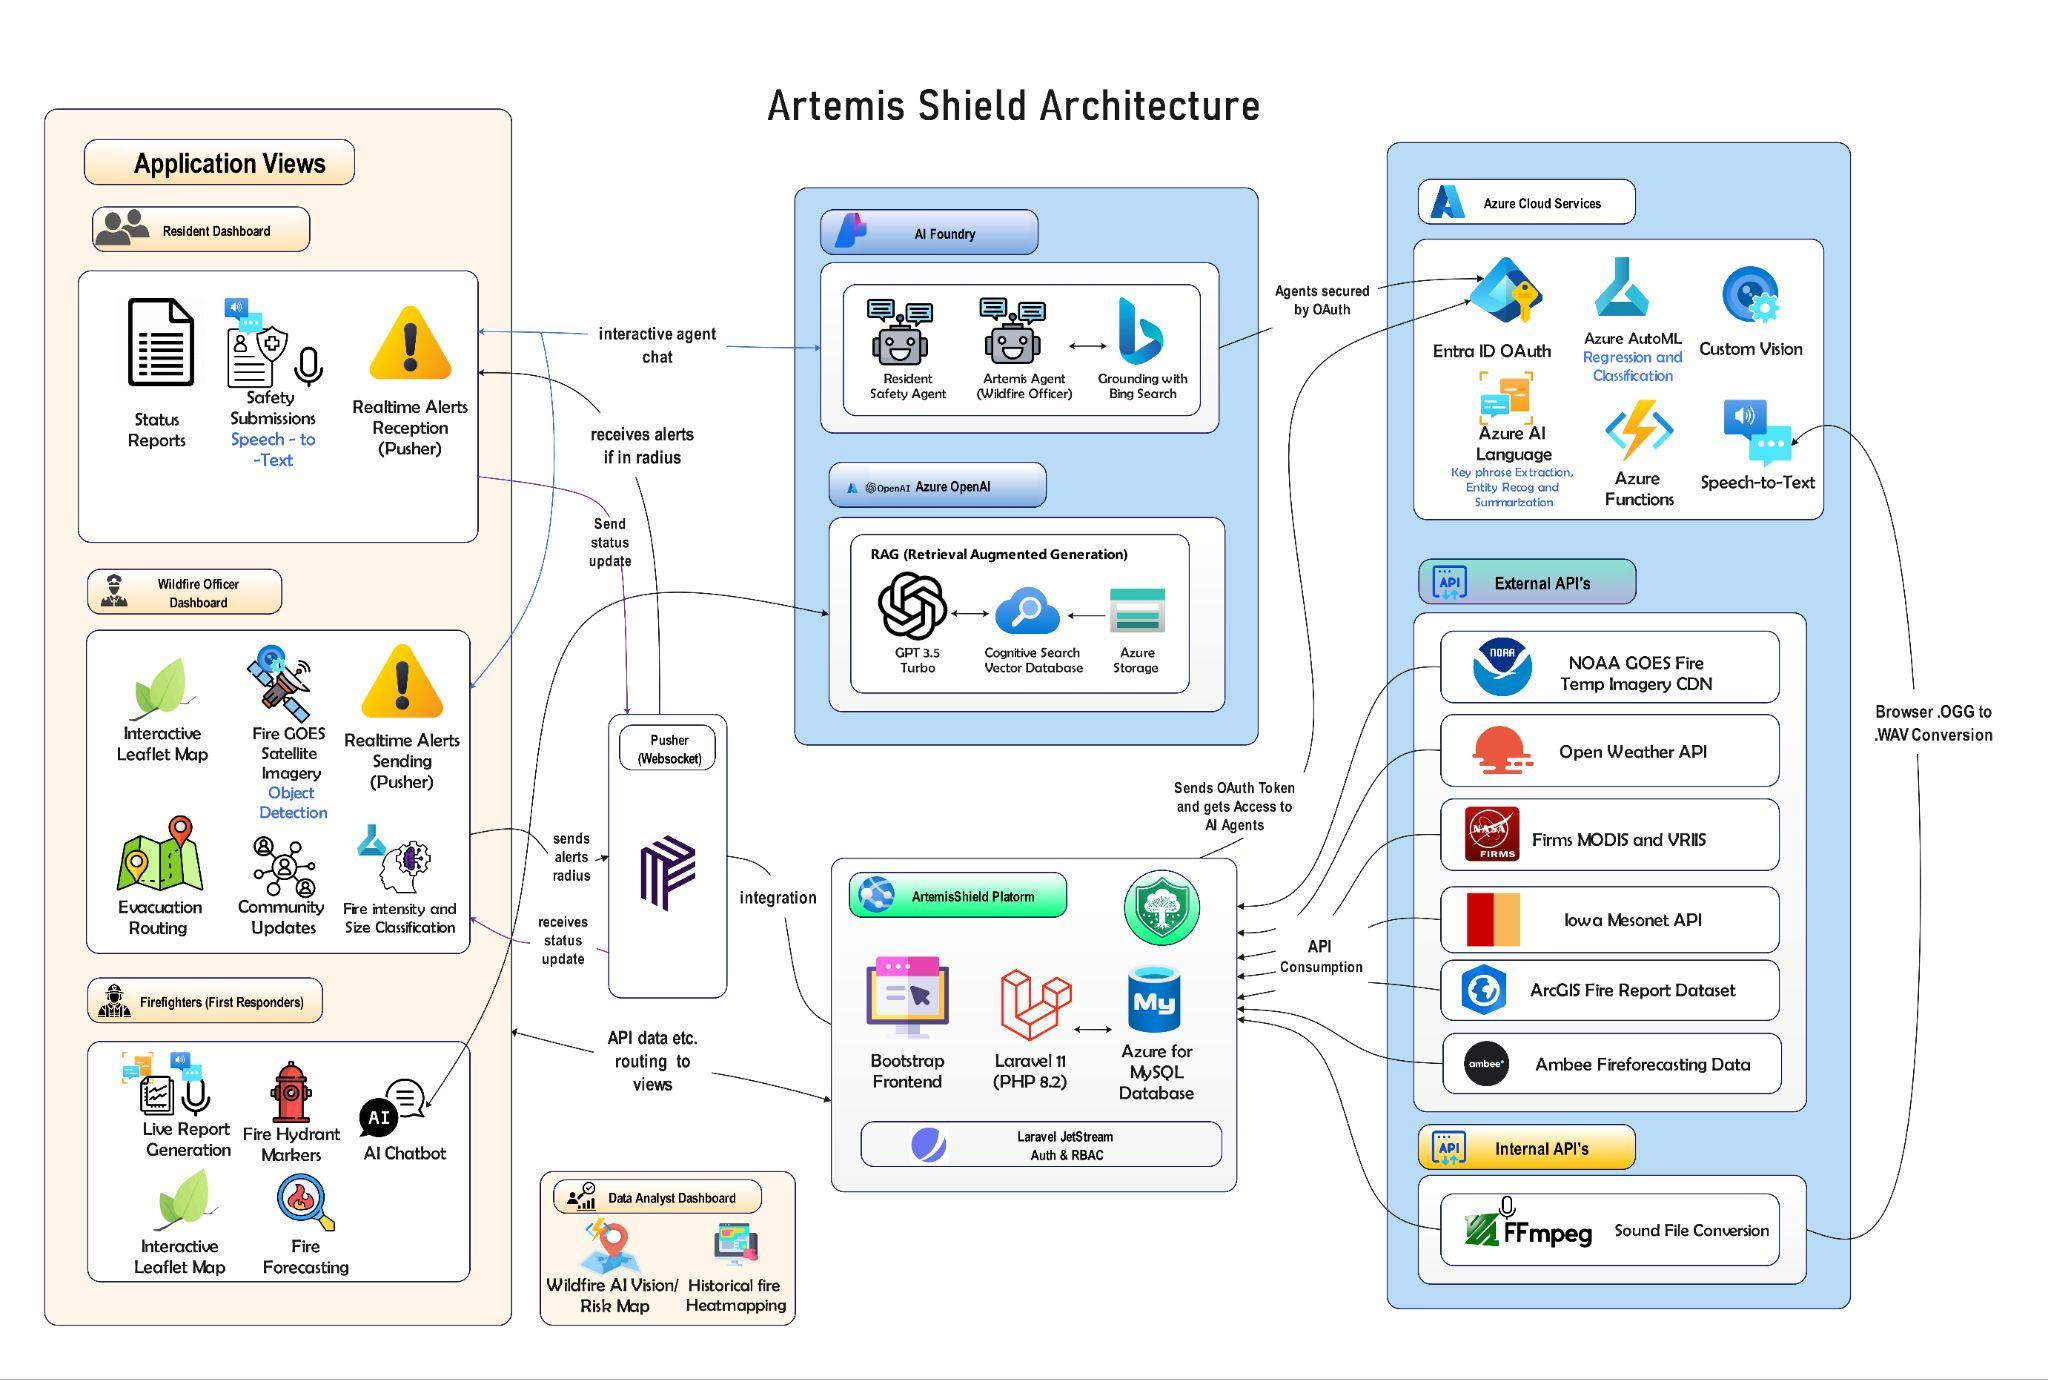 Artemis Shield Architecture
Application Views
Resident Dashboard
Status
Reports
Safety
Submissions
Speech - to
-Text
Realtime Alerts
Reception
(Pusher)
Wildfire Officer
Dashboard
Interactive
Leaflet Map
Fire GOES
Satellite
Imagery
Object
Detection
Realtime Alerts
Sending
(Pusher)
Evacuation
Routing
Community
Updates
Fire intensity and
Size Classification
Firefighters (First Responders)
Live Report
Generation
Fire Hydrant
Markers
AI
AI Chatbot
Interactive
Leaflet Map
Fire
Forecasting
interactive agent
chat
receives alerts
if in radius
Send
status
update
sends
alerts
radius
receives
status
update
Pusher
(Websocket)
integration
API data etc.
routing to
views
Data Analyst Dashboard
Wildfire AI Vision/
Risk Map
Historical fire
Heatmapping
AI Foundry
Resident
Safety Agent
Artemis Agent
(Wildfire Officer)
Grounding with
Bing Search
OpenAI Azure OpenAI
RAG (Retrieval Augmented Generation)
GPT 3.5
Turbo
Cognitive Search
Vector Database
Azure
Storage
Agents secured
by OAuth
Sends OAuth Token
and gets Access to
AI Agents
ArtemisShield Platorm
Bootstrap
Frontend
Laravel 11
(PHP 8.2)
My
Azure for
MySQL
Database
Laravel JetStream
Auth & RBAC
API
Consumption
Azure Cloud Services
Entra ID OAuth
Azure AutoML
Regression and
Classification
Custom Vision
Azure AI
Language
Key phrase Extraction,
Entity Recog and
Summarization
Azure
Functions
Speech-to-Text
API
External API's
NOAA
NOAA GOES Fire
Temp Imagery CDN
Open Weather API
NASA
FIRMS
Firms MODIS and VRIIS
Iowa Mesonet API
ArcGIS Fire Report Dataset
ambee
Ambee Fireforecasting Data
API
Internal API's
FFmpeg
Sound File Conversion
Browser .OGG to
.WAV Conversion